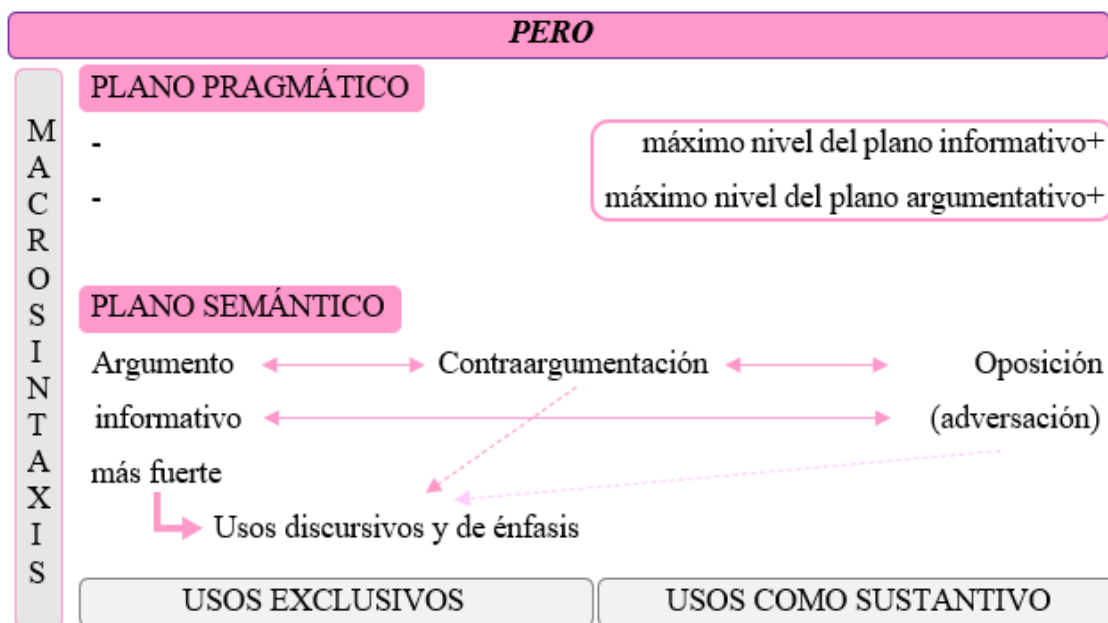 PERO
MACROSINTAXIS
PLANO PRAGMÁTICO
- máximo nivel del plano informativo+
- máximo nivel del plano argumentativo+
PLANO SEMÁNTICO
Argumento Contraargumentación Oposición
informativo (adversación)
más fuerte
Usos discursivos y de énfasis
USOS EXCLUSIVOS USOS COMO SUSTANTIVO